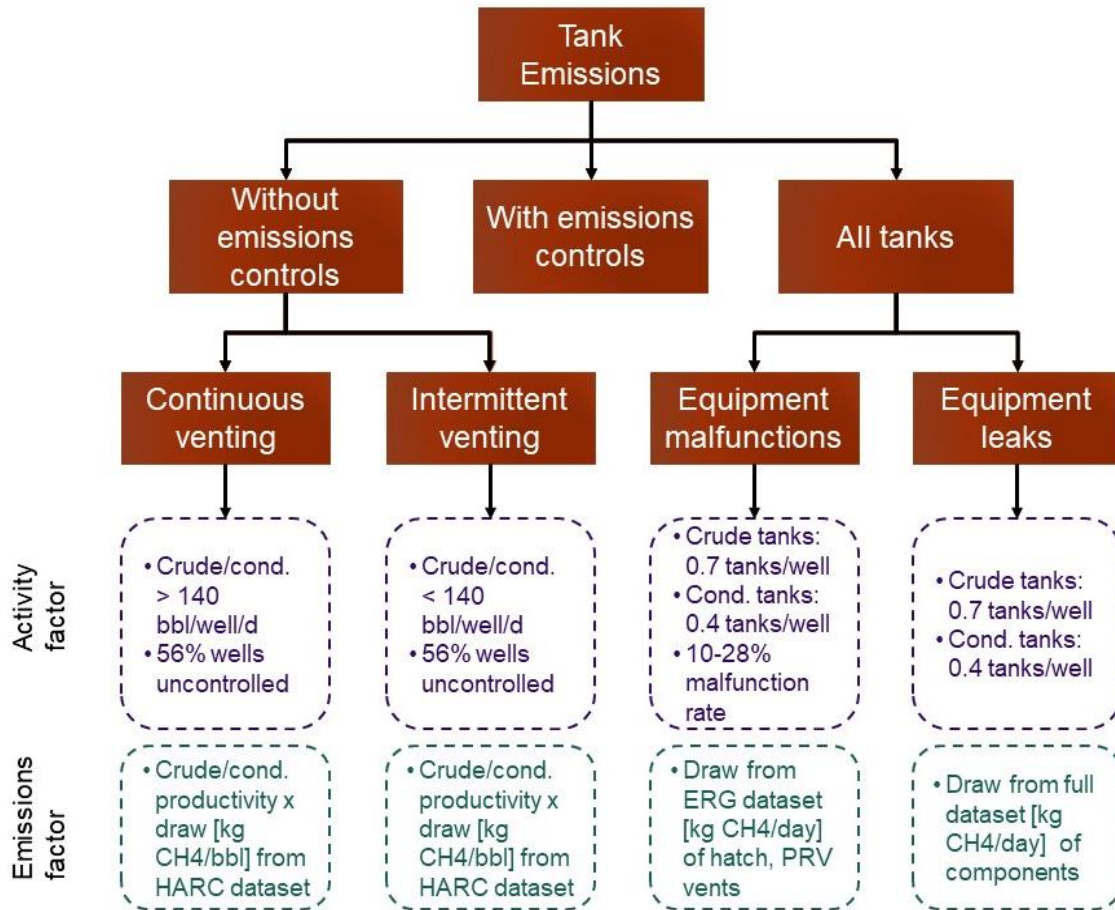 Tank
Emissions
Without
emissions
controls
With emissions
controls
All tanks
Continuous
venting
Intermittent
venting
Equipment
malfunctions
Equipment
leaks
Activity
factor
• Crude/cond.
> 140
bbl/well/d
• 56% wells
uncontrolled
• Crude/cond.
< 140
bbl/well/d
• 56% wells
uncontrolled
• Crude tanks:
0.7 tanks/well
• Cond. tanks:
0.4 tanks/well
• 10-28%
malfunction
rate
• Crude tanks:
0.7 tanks/well
• Cond. tanks:
0.4 tanks/well
Emissions
factor
• Crude/cond.
productivity x
draw [kg
CH4/bbl] from
HARC dataset
• Crude/cond.
productivity x
draw [kg
CH4/bbl] from
HARC dataset
• Draw from
ERG dataset
[kg CH4/day]
of hatch, PRV
vents
• Draw from full
dataset [kg
CH4/day] of
components